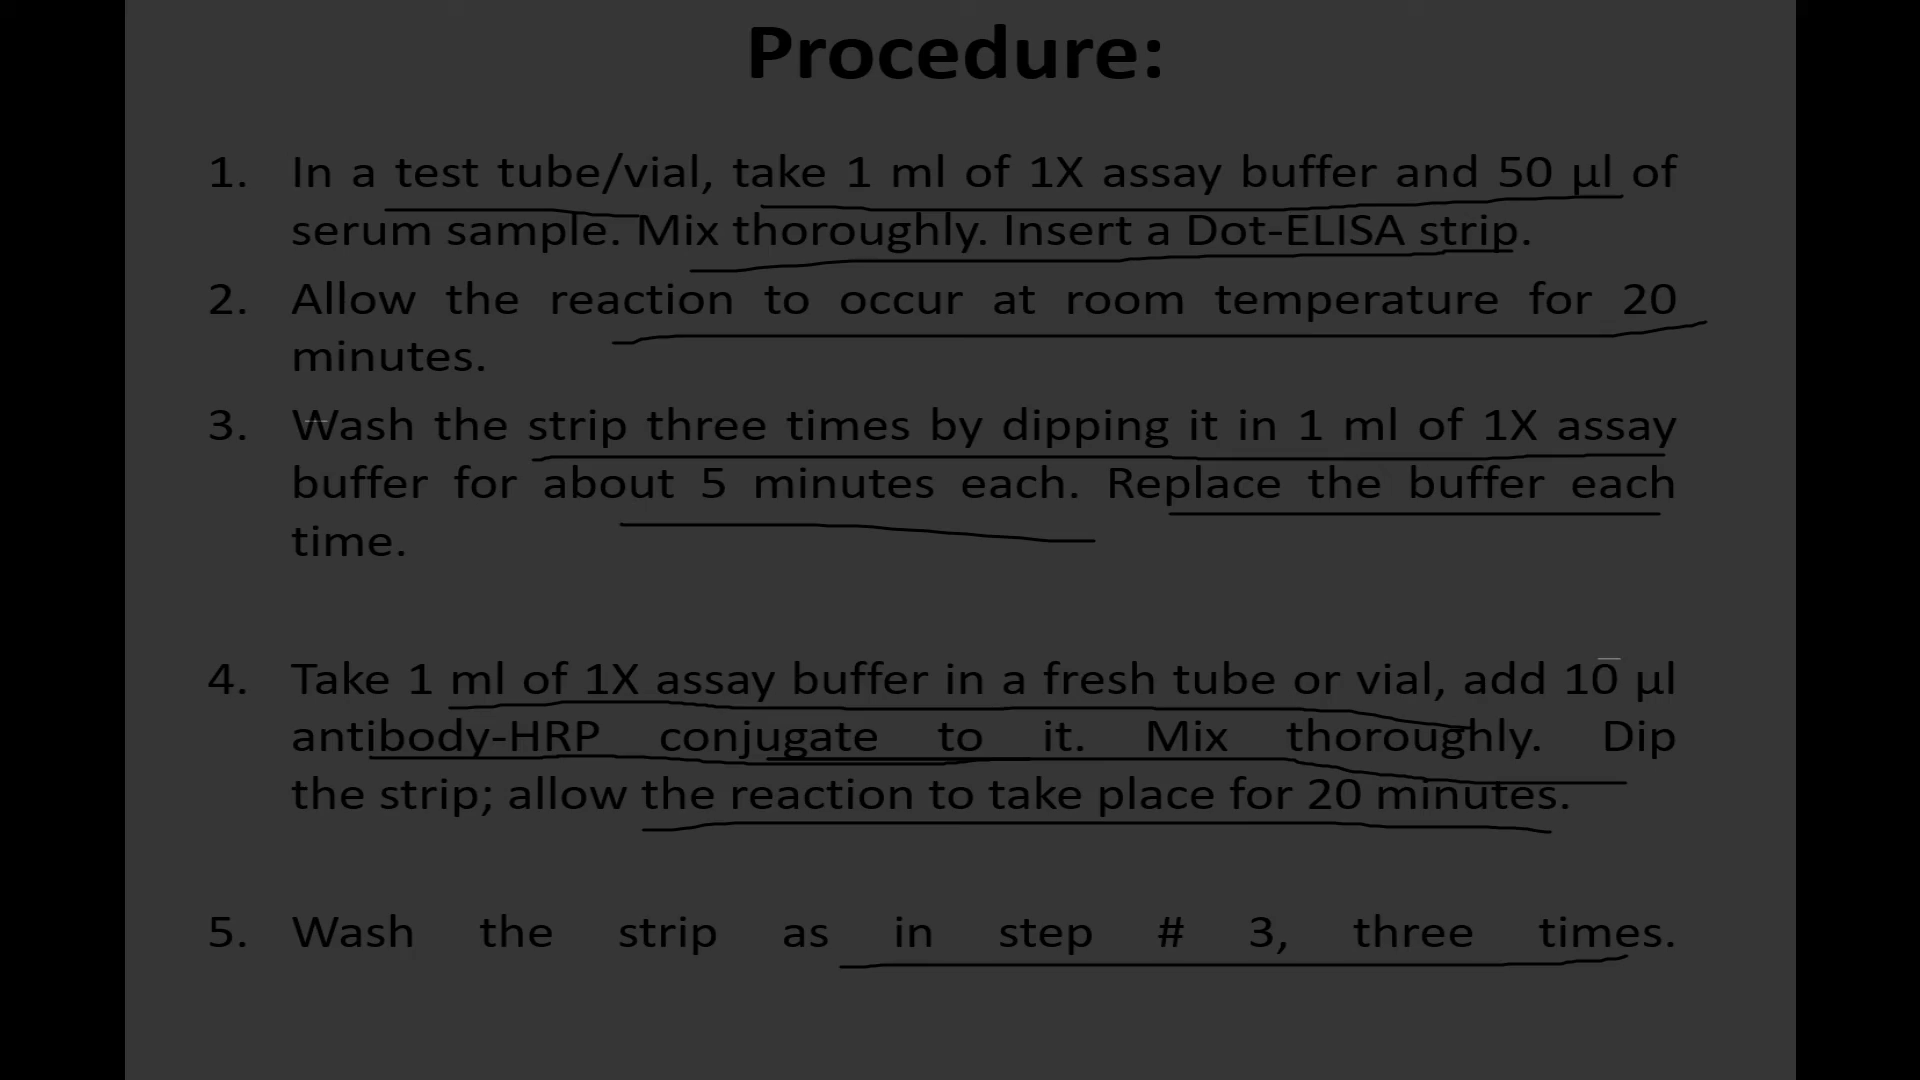 Procedure:
1. In a test tube/vial, take 1 ml of 1X assay buffer and 50 µl of
serum sample. Mix thoroughly. Insert a Dot-ELISA strip.
2. Allow the reaction to occur at room temperature for 20
minutes.
3. Wash the strip three times by dipping it in 1 ml of 1X assay
buffer for about 5 minutes each. Replace the buffer each
time.
4. Take 1 ml of 1X assay buffer in a fresh tube or vial, add 10 µl
antibody-HRP conjugate to it. Mix thoroughly. Dip
the strip; allow the reaction to take place for 20 minutes.
5. Wash the strip as in step # 3, three times.